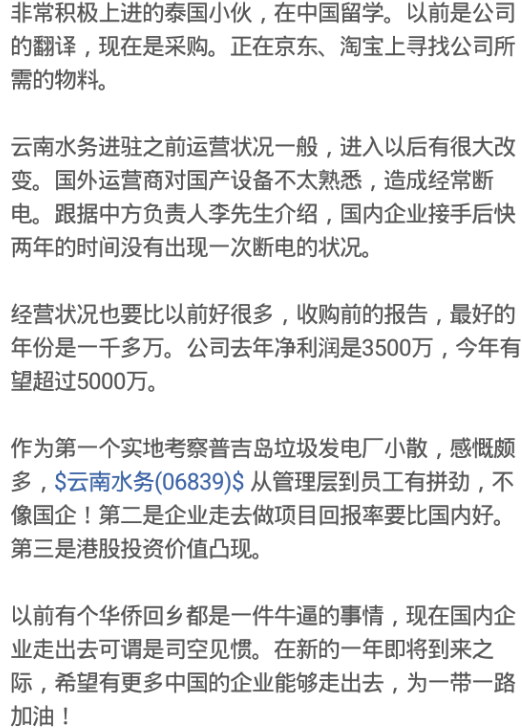 非常积极上进的泰国小伙，在中国留学。以前是公司
的翻译，现在是采购。正在京东、淘宝上寻找公司所
需的物料。
云南水务进驻之前运营状况一般，进入以后有很大改
变。国外运营商对国产设备不太熟悉，造成经常断
电。跟据中方负责人李先生介绍，国内企业接手后快
两年的时间没有出现一次断电的状况。
经营状况也要比以前好很多，收购前的报告，最好的
年份是一千多万。公司去年净利润是3500万，今年有
望超过5000万。
作为第一个实地考察普吉岛垃圾发电厂小散，感慨颇
多，$云南水务(06839)$ 从管理层到员工有拼劲，不
像国企！第二是企业走去做项目回报率要比国内好。
第三是港股投资价值凸现。
以前有个华侨回乡都是一件牛逼的事情，现在国内企
业走出去可谓是司空见惯。在新的一年即将到来之
际，希望有更多中国的企业能够走出去，为一带一路
加油！